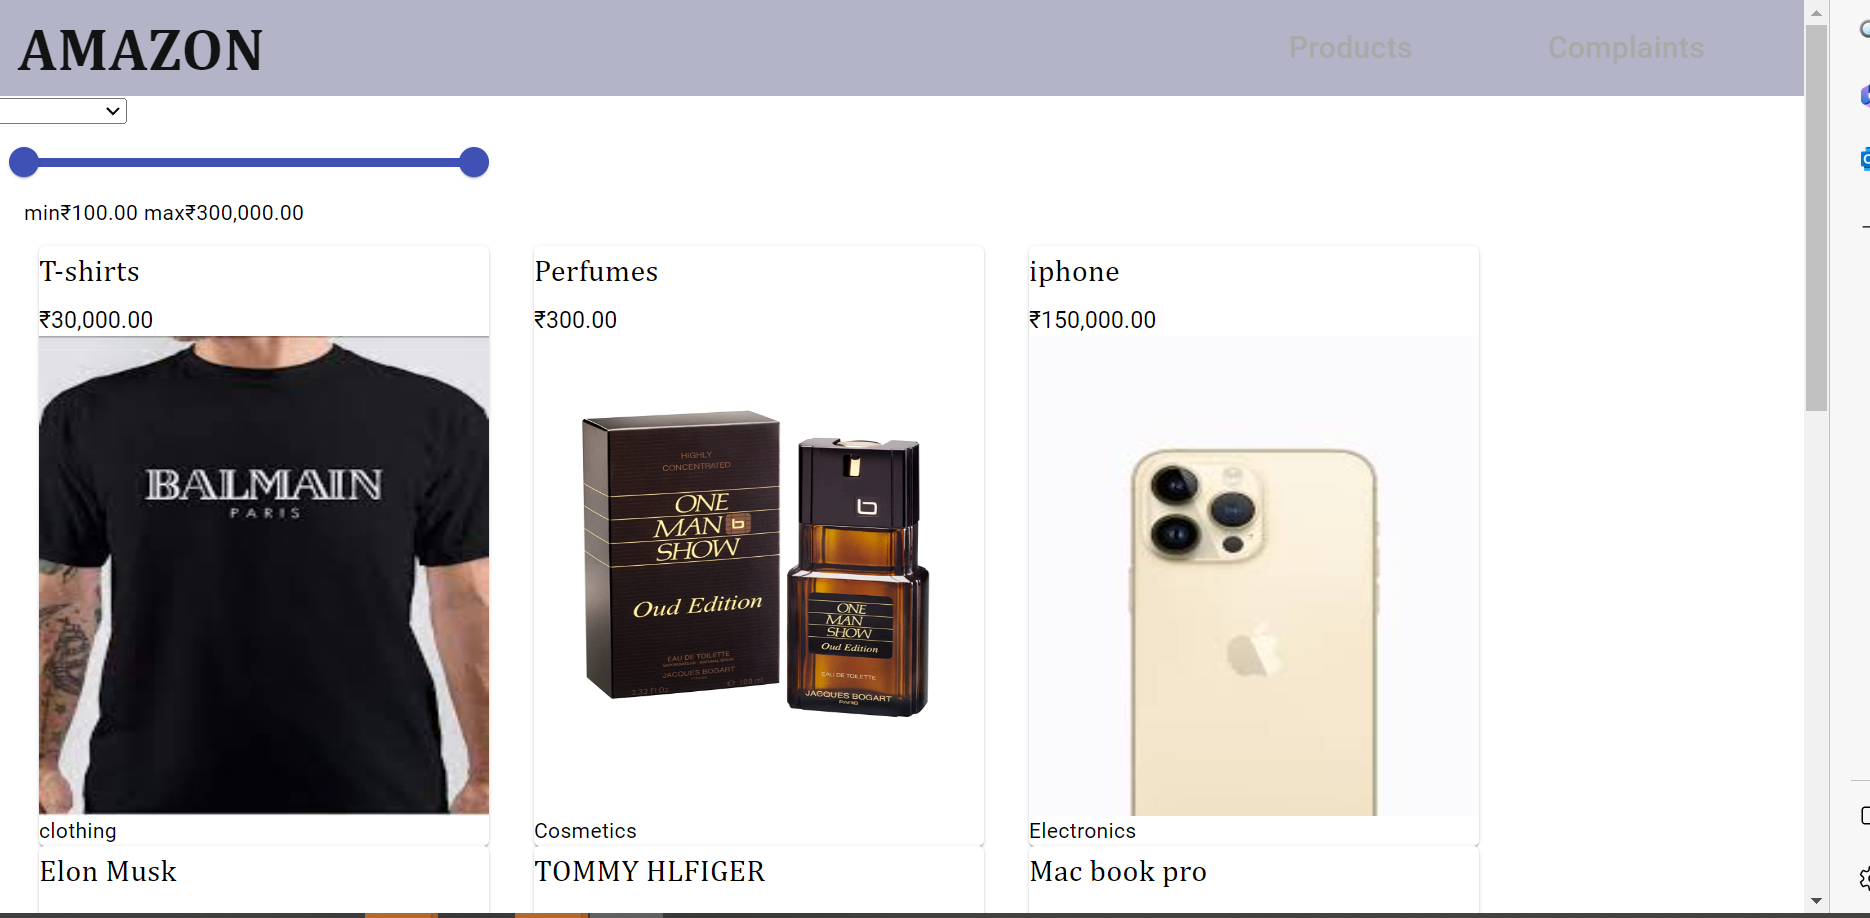 AMAZON
Products
Complaints
min₹100.00 max₹300,000.00
T-shirts
₹30,000.00
BALMAIN
PARIS
clothing
Perfumes
₹300.00
HIGHLY
CONCENTRATED
ONE
MAN b
SHOW
Oud Edition
EAU DE TOILETTE
JACQUES BOGART
b
ONE
MAN
SHOW
Oud Edition
EAU DE TOILETTE
JACQUES BOGART
PARIS
Cosmetics
iphone
₹150,000.00
Electronics
Elon Musk
TOMMY HLFIGER
Mac book pro